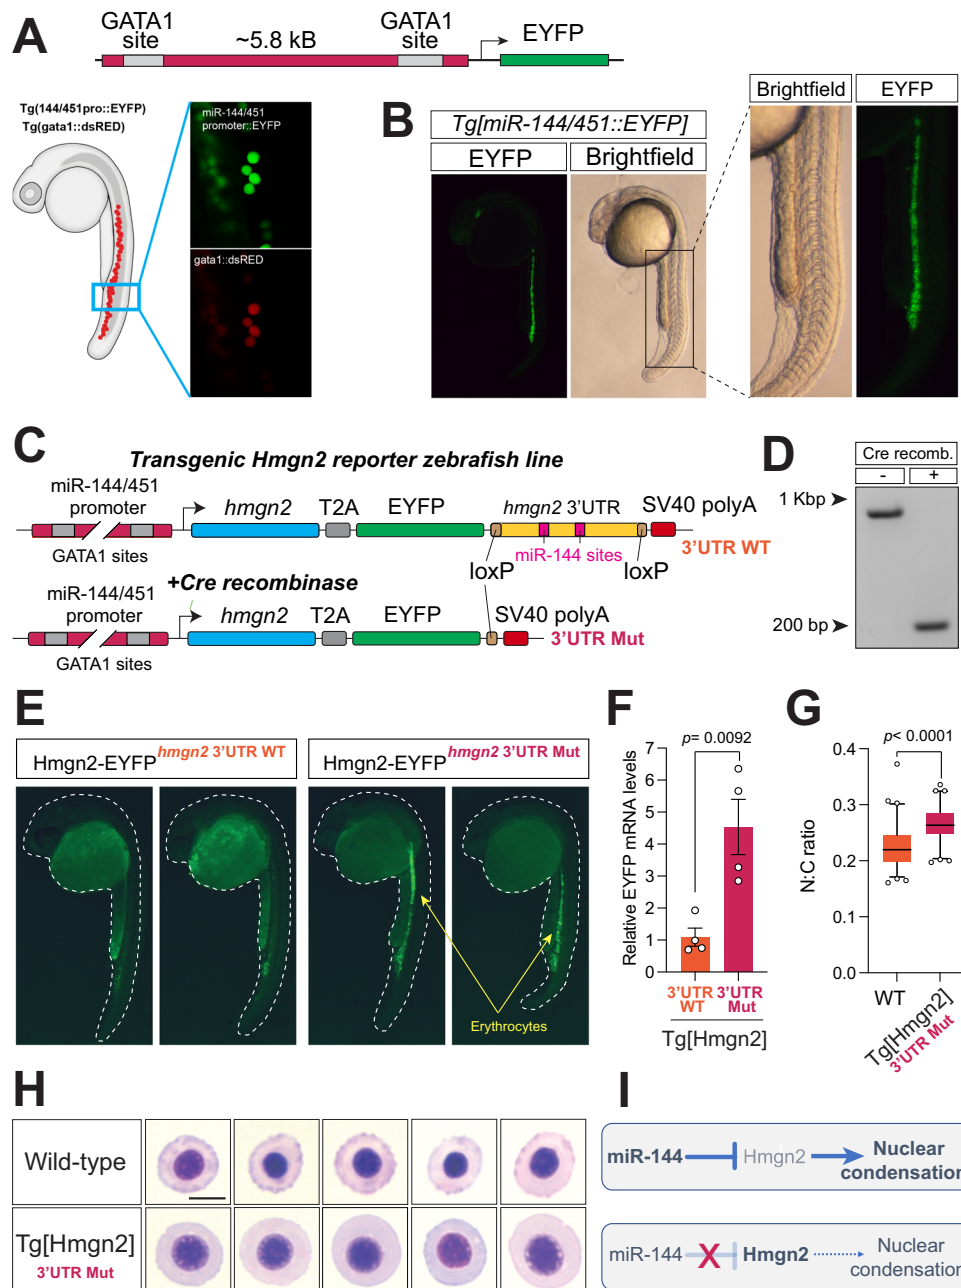 A
GATA1
site
~5.8 kB
GATA1
site
EYFP
Tg(144/451pro::EYFP)
Tg(gata1::dsRED)
miR-144/451
promoter::EYFP
gata1::dsRED
B
Tg[miR-144/451::EYFP]
EYFP
Brightfield
Brightfield
EYFP
C
Transgenic Hmgn2 reporter zebrafish line
miR-144/451
promoter
hmgn2
T2A
EYFP
hmgn2 3'UTR
SV40 polyA
GATA1 sites
miR-144 sites
3'UTR WT
loxP
loxP
+Cre recombinase
miR-144/451
promoter
hmgn2
T2A
EYFP
SV40 polyA
GATA1 sites
3'UTR Mut
D
Cre recomb.
- +
1 Kbp
200 bp
E
Hmgn2-EYFP hmgn2 3'UTR WT
Hmgn2-EYFP hmgn2 3'UTR Mut
Erythrocytes
F
p= 0.0092
Relative EYFP mRNA levels
7
6
5
4
3
2
1
0
3'UTR
WT
3'UTR
Mut
Tg[Hmgn2]
G
p< 0.0001
N:C ratio
0.4
0.3
0.2
0.1
0.0
WT
Tg[Hmgn2]
3'UTR Mut
H
Wild-type
Tg[Hmgn2]
3'UTR Mut
I
miR-144
Hmgn2
Nuclear
condensation
miR-144
X
Hmgn2
Nuclear
condensation